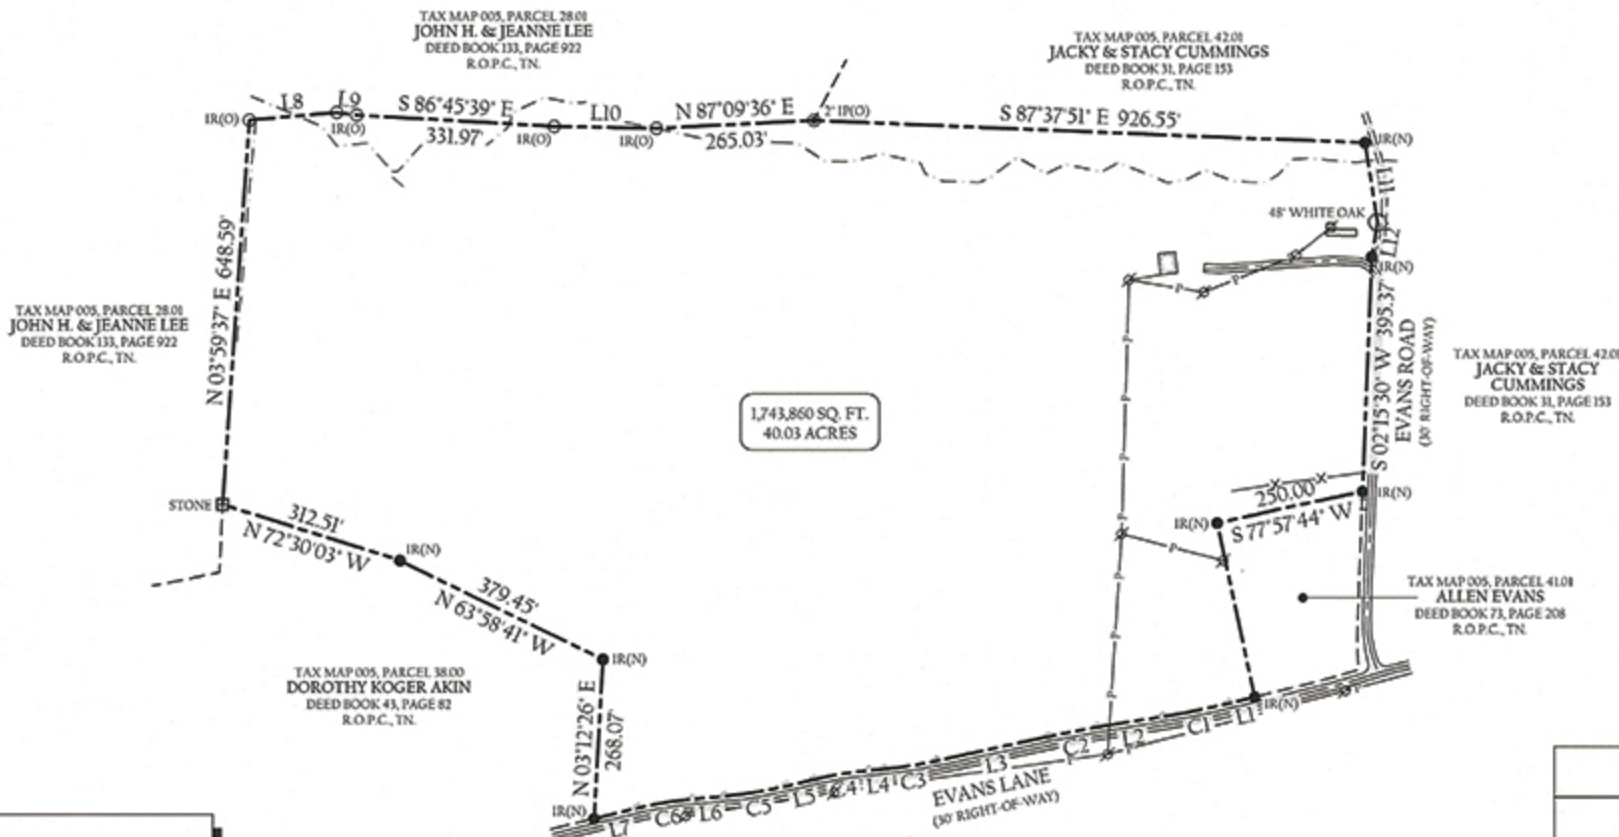 TAX MAP 005, PARCEL 28.01
JOHN H. & JEANNE LEE
DEED BOOK 133, PAGE 922
R.O.P.C., TN.
TAX MAP 005, PARCEL 42.01
JACKY & STACY CUMMINGS
DEED BOOK 31, PAGE 153
R.O.P.C., TN.
IR(O)
L8
L9
IR(O)
S 86°45'39" E
331.97'
IR(O)
L10
IR(O)
N 87°09'36" E
265.03'
2" IP(O)
S 87°37'51" E 926.55'
IR(N)
L11
48" WHITE OAK
L12
IR(N)
N 03°59'37" E 648.59'
TAX MAP 005, PARCEL 28.01
JOHN H. & JEANNE LEE
DEED BOOK 133, PAGE 922
R.O.P.C., TN.
1,743,860 SQ. FT.
40.03 ACRES
S 02°15'30" W 395.37'
EVANS ROAD
(30' RIGHT-OF-WAY)
TAX MAP 005, PARCEL 42.01
JACKY & STACY
CUMMINGS
DEED BOOK 31, PAGE 153
R.O.P.C., TN.
STONE
312.51'
N 72°30'03" W
IR(N)
379.45'
N 63°58'41" W
IR(N)
250.00'
S 77°57'44" W
IR(N)
IR(N)
P
P
P
P
P
P
P
P
P
P
P
TAX MAP 005, PARCEL 41.01
ALLEN EVANS
DEED BOOK 73, PAGE 208
R.O.P.C., TN.
TAX MAP 005, PARCEL 38.00
DOROTHY KOGER AKIN
DEED BOOK 43, PAGE 82
R.O.P.C., TN.
N 03°12'26" E
268.07'
IR(N)
IR(N)
L7
C6
L6
C5
L5
C4
L4
C3
L3
C2
L2
C1
L1
EVANS LANE
(30' RIGHT-OF-WAY)